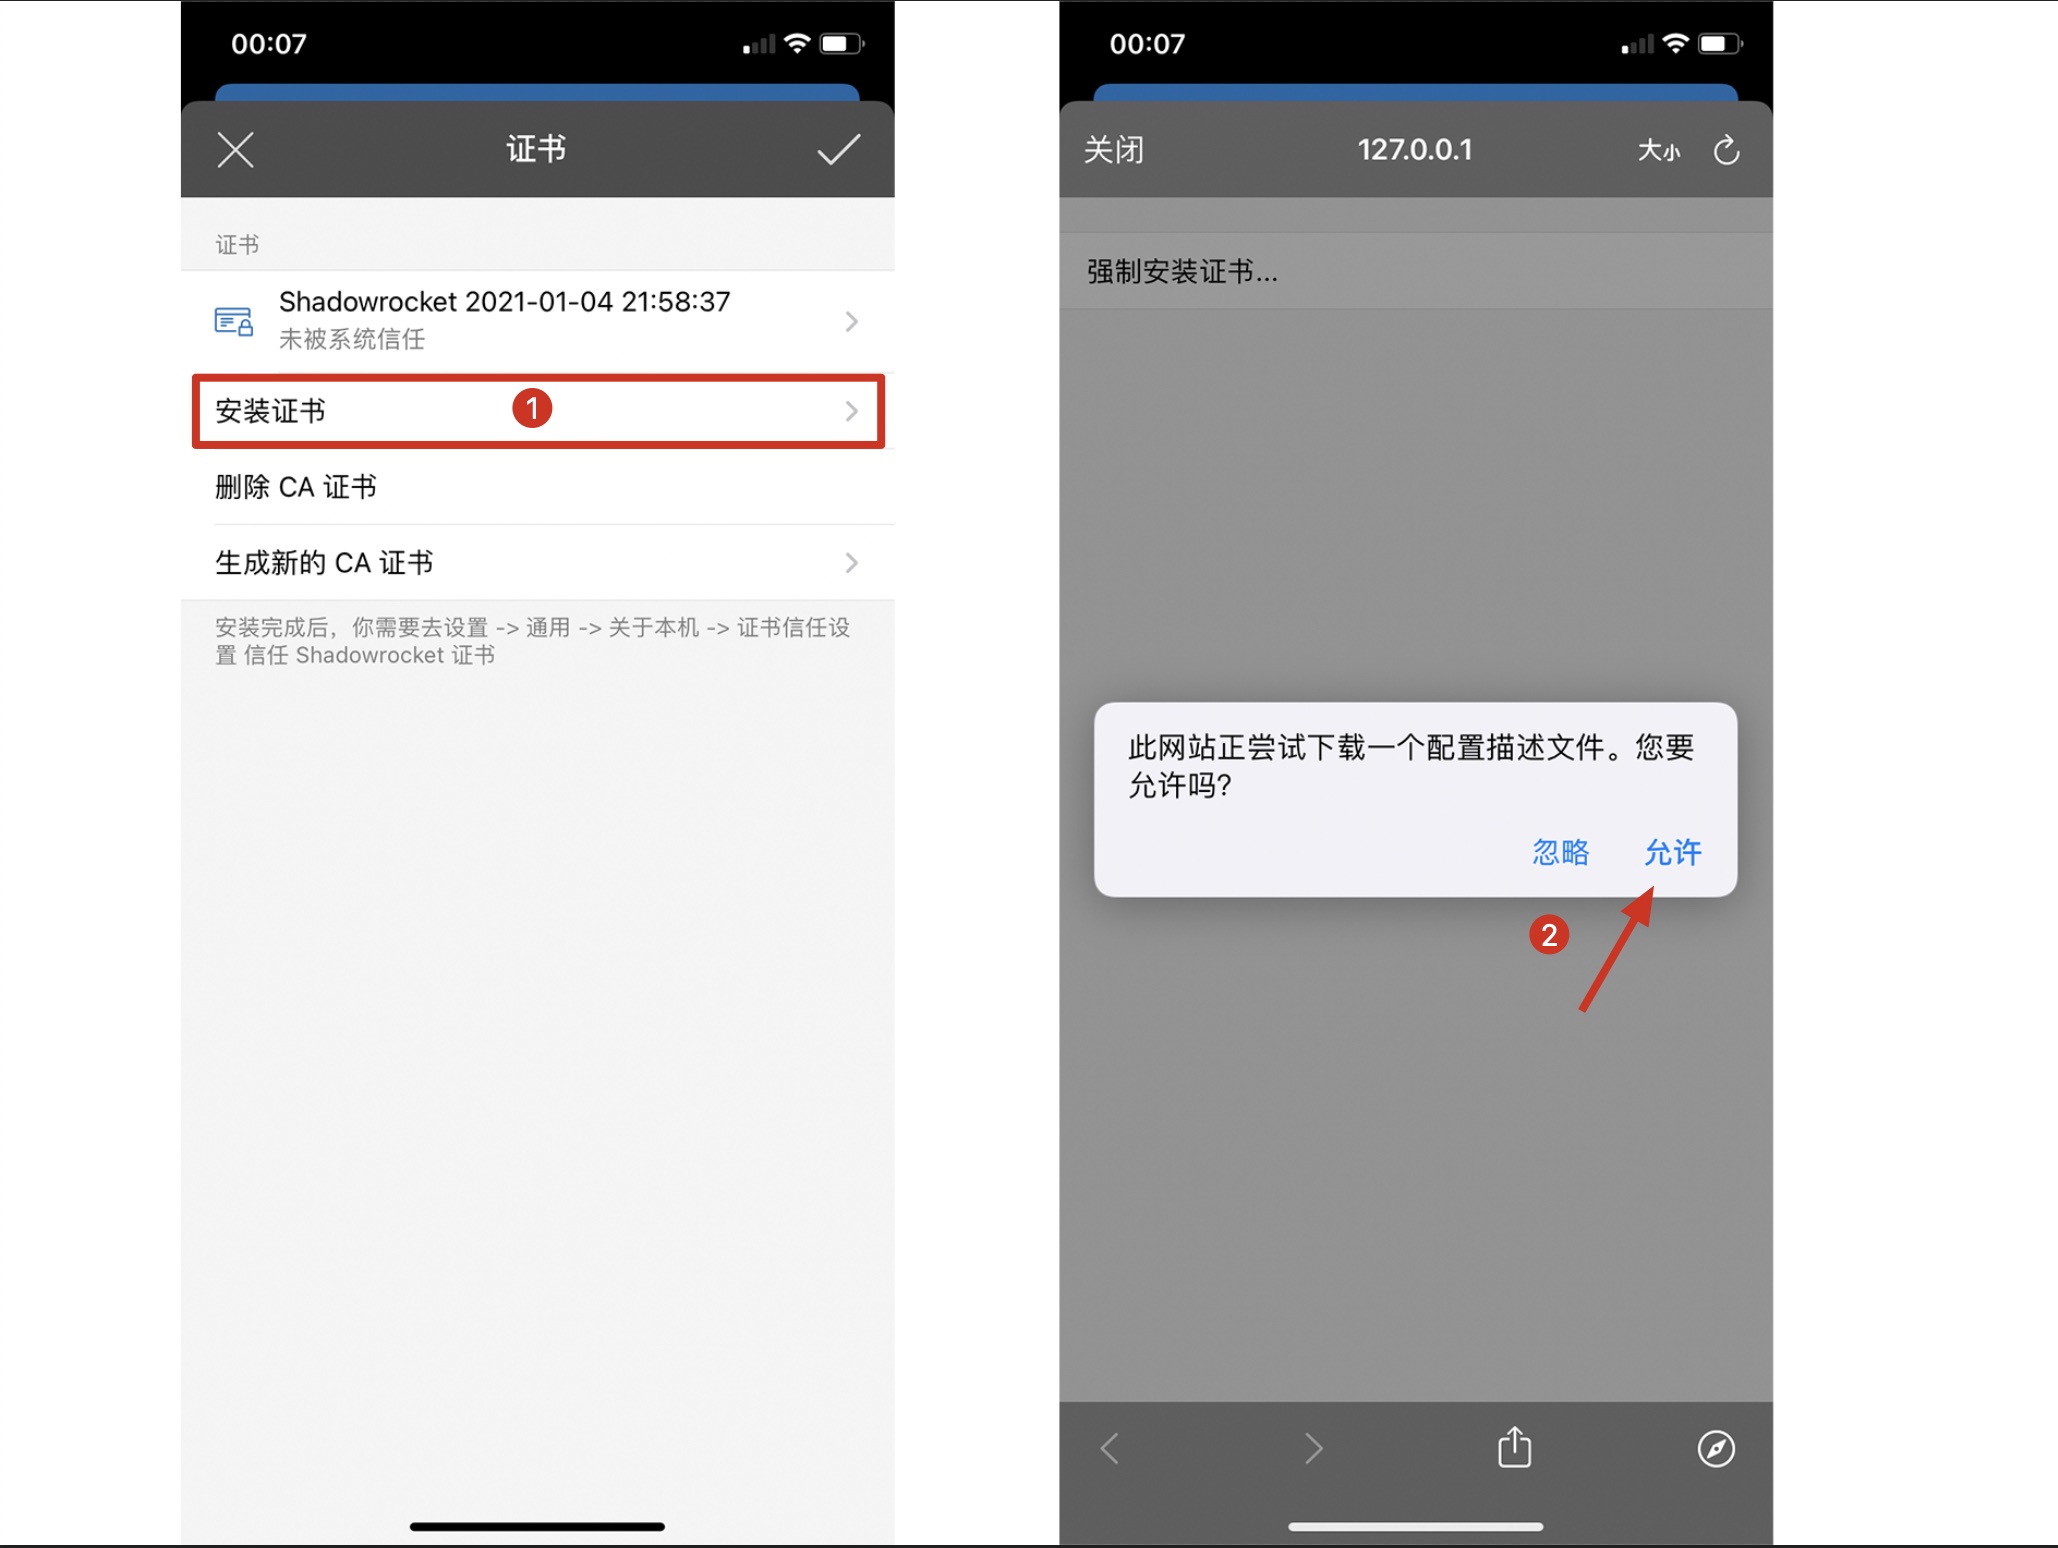 00:07
证书
证书
Shadowrocket 2021-01-04 21:58:37
未被系统信任
安装证书
1
删除 CA 证书
生成新的 CA 证书
安装完成后，你需要去设置 -> 通用 -> 关于本机 -> 证书信任设
置 信任 Shadowrocket 证书
00:07
关闭
127.0.0.1
大小
强制安装证书...
此网站正尝试下载一个配置描述文件。您要
允许吗？
忽略
允许
2